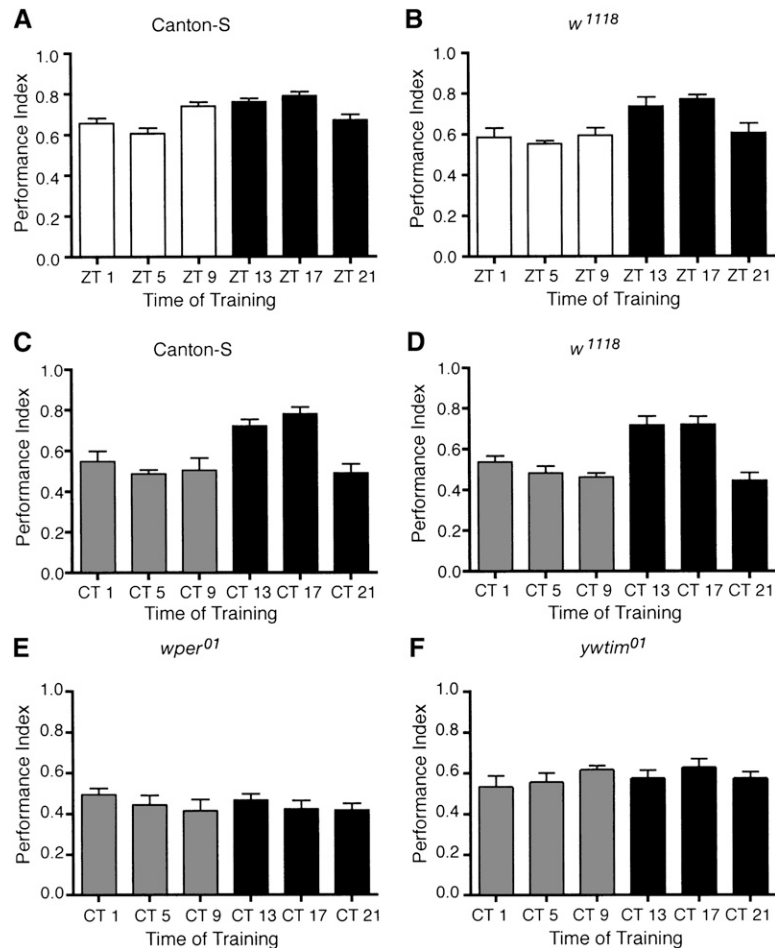 A
Canton-S
Performance Index
1.0
0.8
0.6
0.4
0.2
0.0
ZT 1 ZT 5 ZT 9 ZT 13 ZT 17 ZT 21
Time of Training
B
w1118
Performance Index
1.0
0.8
0.6
0.4
0.2
0.0
ZT 1 ZT 5 ZT 9 ZT 13 ZT 17 ZT 21
Time of Training
C
Canton-S
Performance Index
1.0
0.8
0.6
0.4
0.2
0.0
CT 1 CT 5 CT 9 CT 13 CT 17 CT 21
Time of Training
D
w1118
Performance Index
1.0
0.8
0.6
0.4
0.2
0.0
CT 1 CT 5 CT 9 CT 13 CT 17 CT 21
Time of Training
E
wper01
Performance Index
1.0
0.8
0.6
0.4
0.2
0.0
CT 1 CT 5 CT 9 CT 13 CT 17 CT 21
Time of Training
F
ywtim01
Performance Index
1.0
0.8
0.6
0.4
0.2
0.0
CT 1 CT 5 CT 9 CT 13 CT 17 CT 21
Time of Training